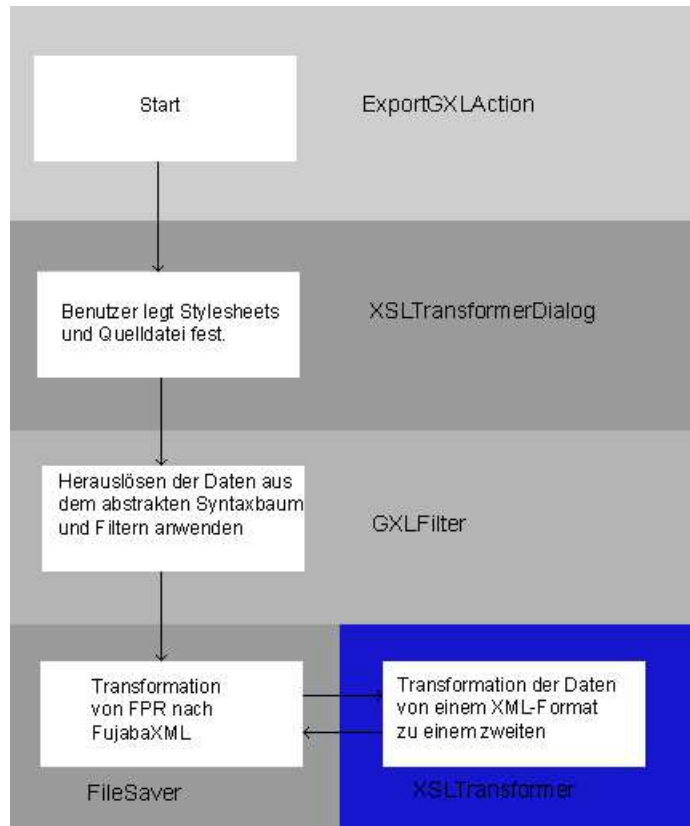 Start
ExportGXLAction
Benutzer legt Stylesheets
und Quelldatei fest.
XSLTransformerDialog
Herauslösen der Daten aus
dem abstrakten Syntaxbaum
und Filtern anwenden
GXLFilter
Transformation
von FPR nach
FujabaXML
Transformation der Daten
von einem XML-Format
zu einem zweiten
FileSaver
XSLTransformer